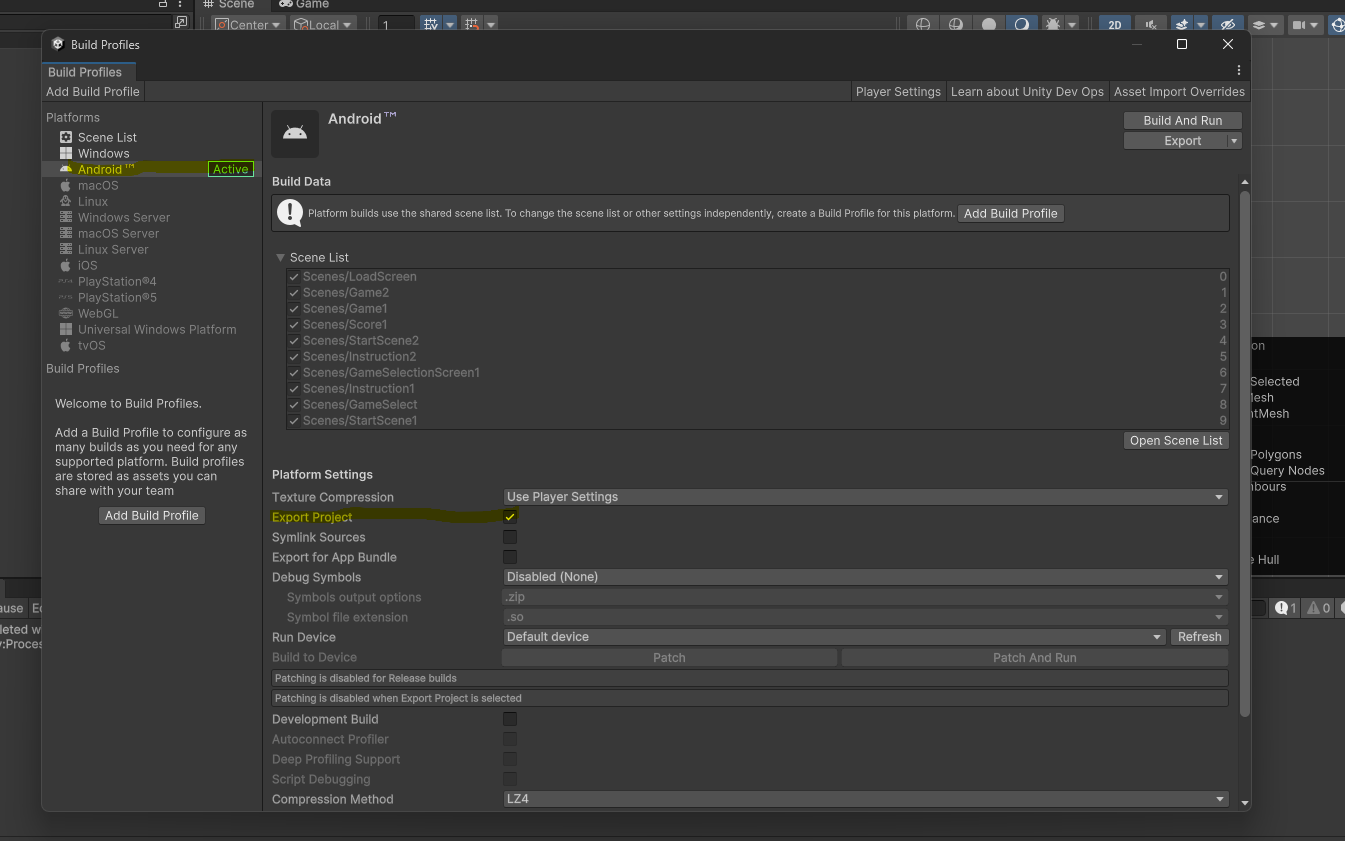 Scene Game
Center Local 1 2D
Build Profiles
Build Profiles
Add Build Profile Player Settings Learn about Unity Dev Ops Asset Import Overrides
Platforms
Scene List
Windows
Android™ Active
macOS
Linux
Windows Server
macOS Server
Linux Server
iOS
PlayStation®4
PlayStation®5
WebGL
Universal Windows Platform
tvOS
Build Profiles
Welcome to Build Profiles.
Add a Build Profile to configure as
many builds as you need for any
supported platform. Build profiles
are stored as assets you can
share with your team
Add Build Profile
Android™
Build And Run
Export
Build Data
Platform builds use the shared scene list. To change the scene list or other settings independently, create a Build Profile for this platform. Add Build Profile
Scene List
Scenes/LoadScreen 0
Scenes/Game2 1
Scenes/Game1 2
Scenes/Score1 3
Scenes/StartScene2 4
Scenes/Instruction2 5
Scenes/GameSelectionScreen1 6
Scenes/Instruction1 7
Scenes/GameSelect 8
Scenes/StartScene1 9
Open Scene List
Platform Settings
Texture Compression Use Player Settings
Export Project
Symlink Sources
Export for App Bundle
Debug Symbols Disabled (None)
Symbols output options .zip
Symbol file extension .so
Run Device Default device Refresh
Build to Device Patch Patch And Run
Patching is disabled for Release builds
Patching is disabled when Export Project is selected
Development Build
Autoconnect Profiler
Deep Profiling Support
Script Debugging
Compression Method LZ4
on
Selected
Mesh
ntMesh
Polygons
Query Nodes
hbours
ance
e Hull
1 0
ause Ed
leted w
y:Proces